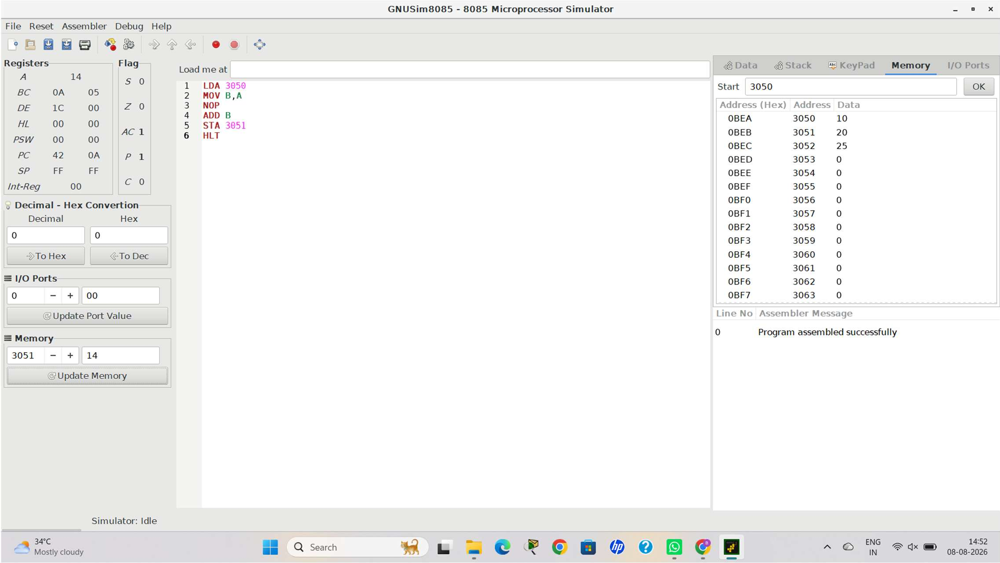 GNUSim8085 - 8085 Microprocessor Simulator
File Reset Assembler Debug Help
Registers
A 14
BC 0A 05
DE 1C 00
HL 00 00
PSW 00 00
PC 42 0A
SP FF FF
Int-Reg 00
Flag
S 0
Z 0
AC 1
P 1
C 0
Decimal - Hex Convertion
Decimal Hex
0 0
To Hex To Dec
I/O Ports
0 − + 00
Update Port Value
Memory
3051 − + 14
Update Memory
Load me at
1 LDA 3050
2 MOV B,A
3 NOP
4 ADD B
5 STA 3051
6 HLT
Data Stack Abc KeyPad Memory I/O Ports
Start 3050 OK
Address (Hex) Address Data
0BEA 3050 10
0BEB 3051 20
0BEC 3052 25
0BED 3053 0
0BEE 3054 0
0BEF 3055 0
0BF0 3056 0
0BF1 3057 0
0BF2 3058 0
0BF3 3059 0
0BF4 3060 0
0BF5 3061 0
0BF6 3062 0
0BF7 3063 0
Line No Assembler Message
0 Program assembled successfully
Simulator: Idle
34°C
Mostly cloudy
Search
hp
?
B
ENG
IN
14:52
08-08-2026